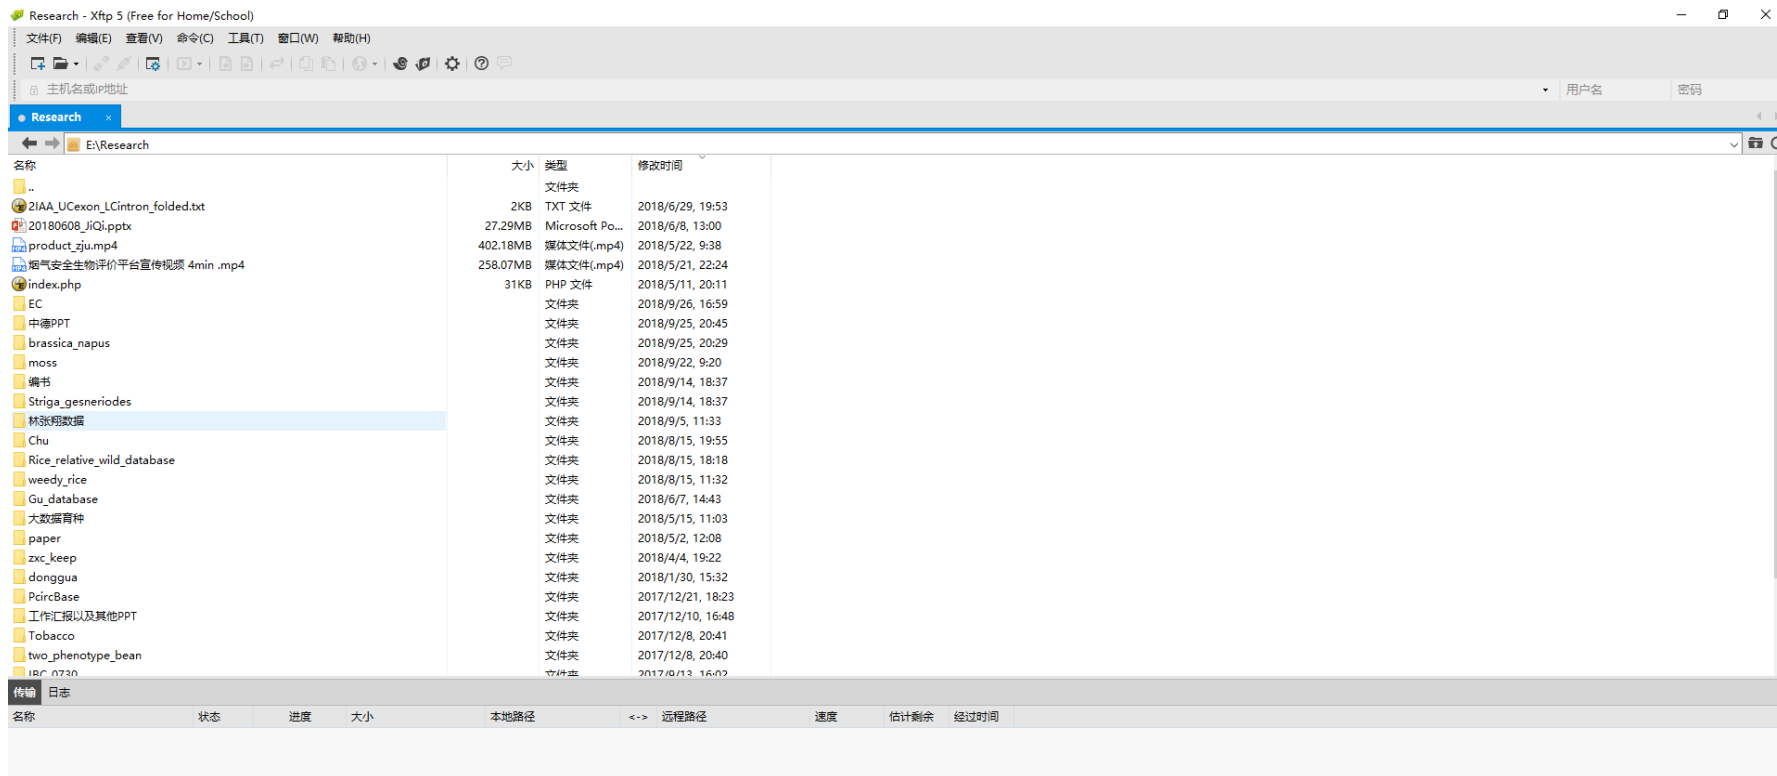 Research - Xftp 5 (Free for Home/School)
文件(F) 编辑(E) 查看(V) 命令(C) 工具(T) 窗口(W) 帮助(H)
主机名或IP地址 用户名 密码
Research ×
E:\Research
名称 大小 类型 修改时间
.. 文件夹
2IAA_UCexon_LCintron_folded.txt 2KB TXT 文件 2018/6/29, 19:53
20180608_JiQi.pptx 27.29MB Microsoft Po... 2018/6/8, 13:00
product_zju.mp4 402.18MB 媒体文件(.mp4) 2018/5/22, 9:38
烟气安全生物评价平台宣传视频 4min .mp4 258.07MB 媒体文件(.mp4) 2018/5/21, 22:24
index.php 31KB PHP 文件 2018/5/11, 20:11
EC 文件夹 2018/9/26, 16:59
中德PPT 文件夹 2018/9/25, 20:45
brassica_napus 文件夹 2018/9/25, 20:29
moss 文件夹 2018/9/22, 9:20
编书 文件夹 2018/9/14, 18:37
Striga_gesneriodes 文件夹 2018/9/14, 18:37
林张翔数据 文件夹 2018/9/5, 11:33
Chu 文件夹 2018/8/15, 19:55
Rice_relative_wild_database 文件夹 2018/8/15, 18:18
weedy_rice 文件夹 2018/8/15, 11:32
Gu_database 文件夹 2018/6/7, 14:43
大数据育种 文件夹 2018/5/15, 11:03
paper 文件夹 2018/5/2, 12:08
zxc_keep 文件夹 2018/4/4, 19:22
donggua 文件夹 2018/1/30, 15:32
PcircBase 文件夹 2017/12/21, 18:23
工作汇报以及其他PPT 文件夹 2017/12/10, 16:48
Tobacco 文件夹 2017/12/8, 20:41
two_phenotype_bean 文件夹 2017/12/8, 20:40
文件夹 2017/9/13, 16:02
传输 日志
名称 状态 进度 大小 本地路径 <-> 远程路径 速度 估计剩余 经过时间